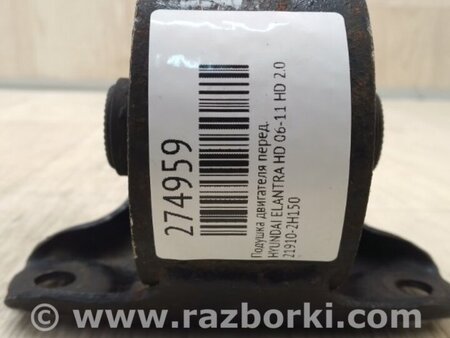 274959
Подушка двигателя перед.
HYUNDAI ELANTRA HD 06-11 HD 2.0
21910-2H150
www.razborki.com